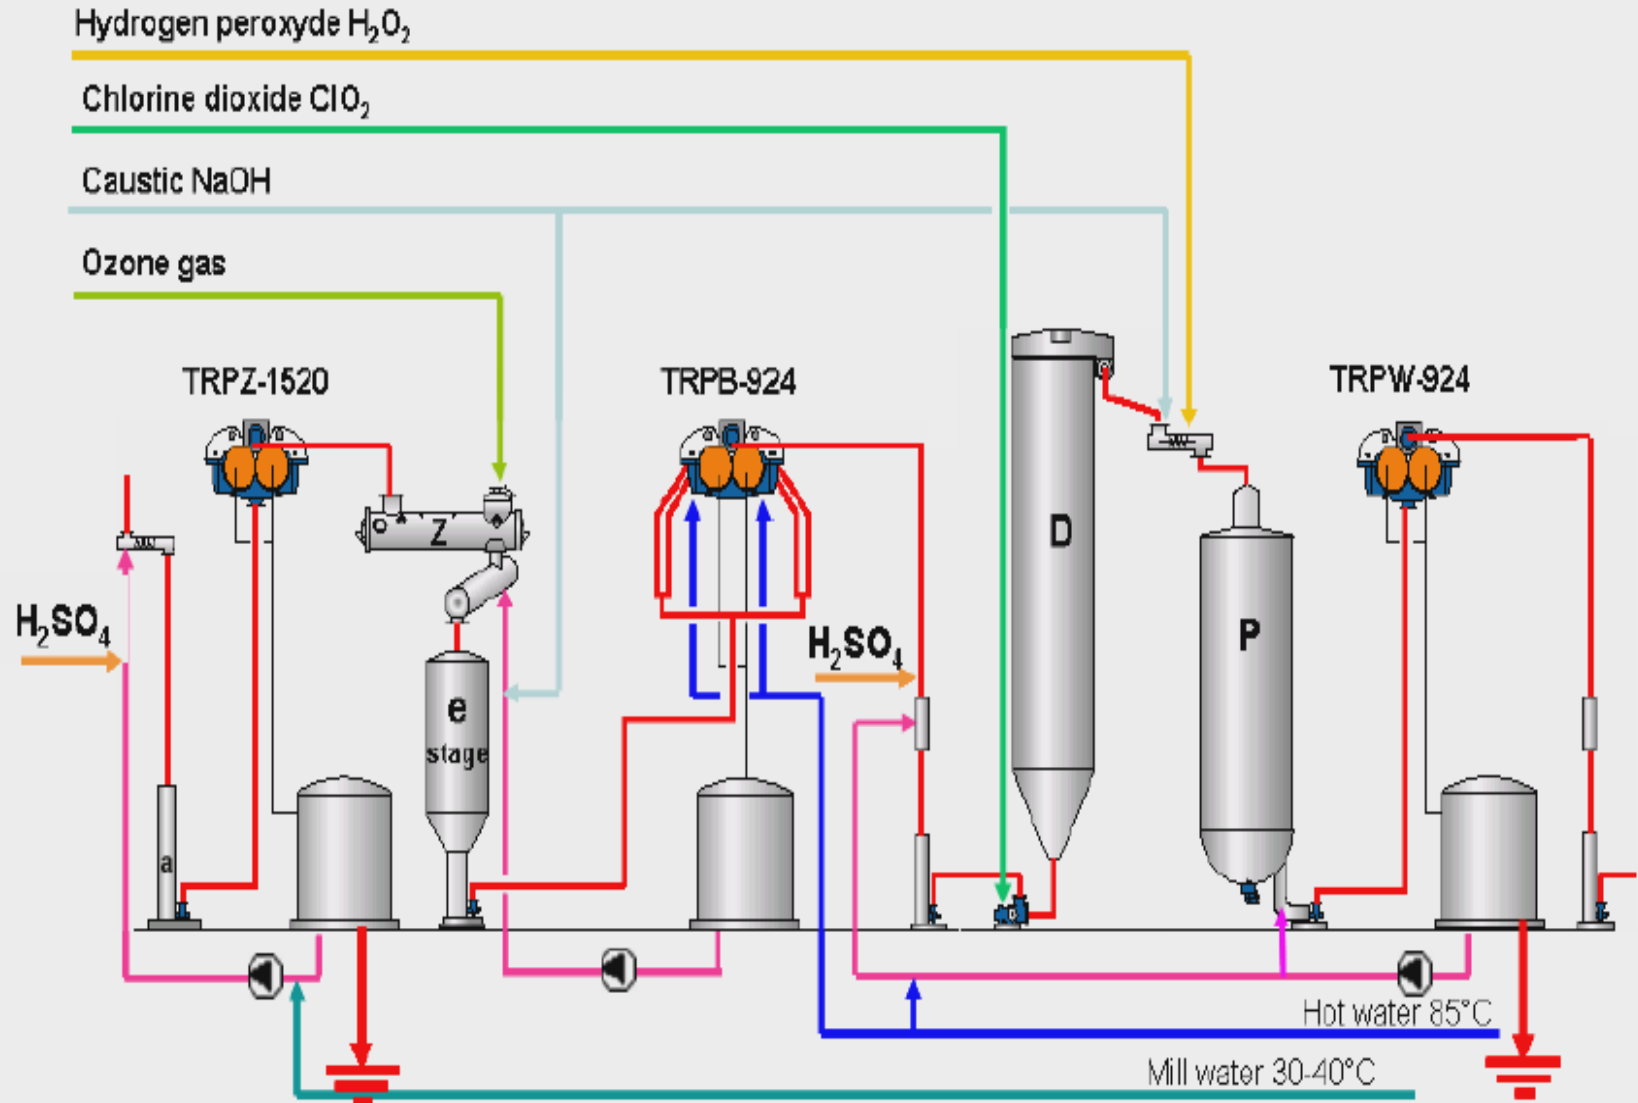 Hydrogen peroxyde H₂O₂
Chlorine dioxide ClO₂
Caustic NaOH
Ozone gas
TRPZ-1520
TRPB-924
TRPW-924
Z
D
P
H₂SO₄
H₂SO₄
e
stage
a
Hot water 85°C
Mill water 30-40°C